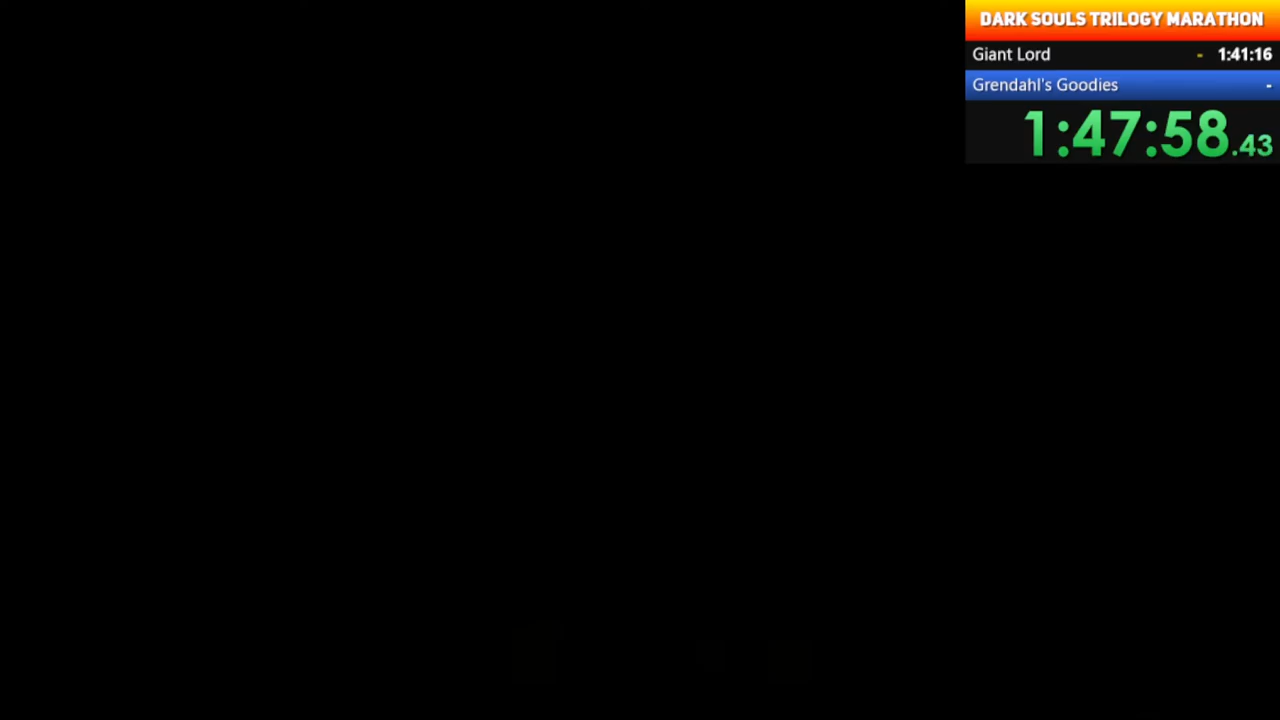 DARK SOULS TRILOGY MARATHON
Giant Lord - 1:41:16
Grendahl's Goodies -
1:47:58.43